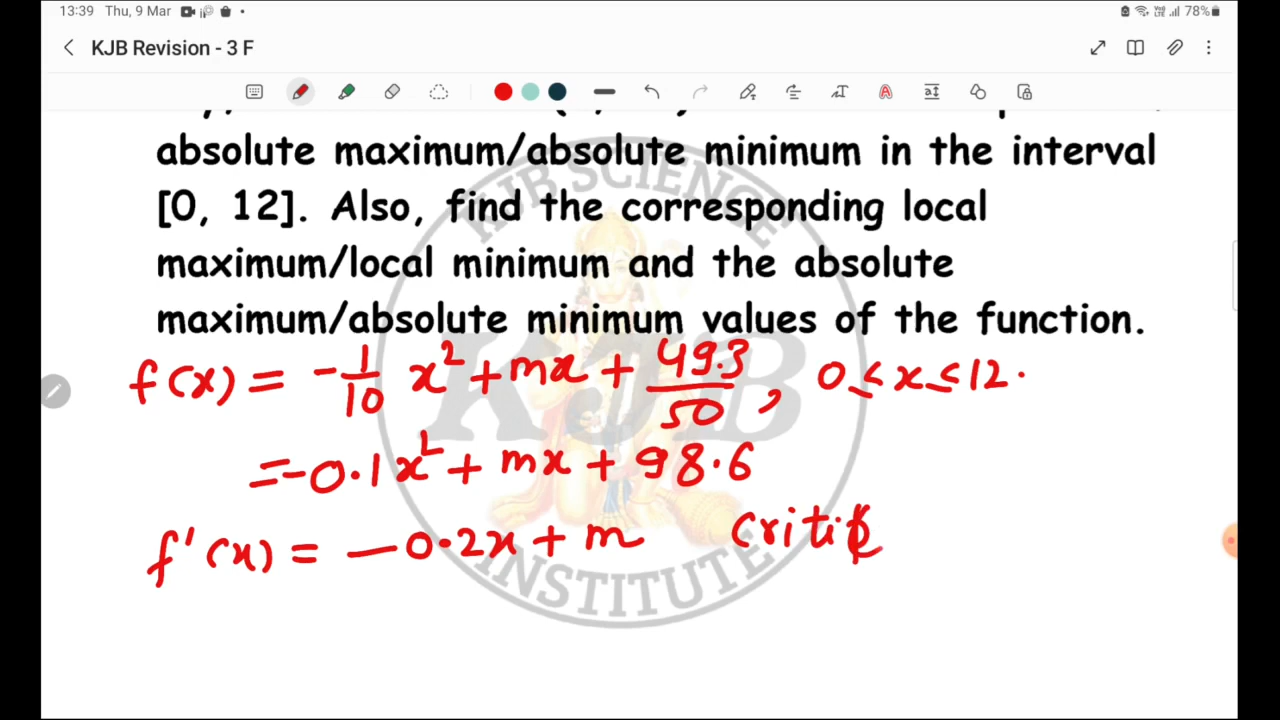 13:39 Thu, 9 Mar 78%
KJB Revision - 3 F
absolute maximum/absolute minimum in the interval
[0, 12]. Also, find the corresponding local
maximum/local minimum and the absolute
maximum/absolute minimum values of the function.
f(x) = -1/10 x² + mx + 493/50, 0 ≤ x ≤ 12.
= -0.1x² + mx + 98.6
f'(x) = -0.2x + m critic
KJB SCIENCE
KJB
INSTITUTE